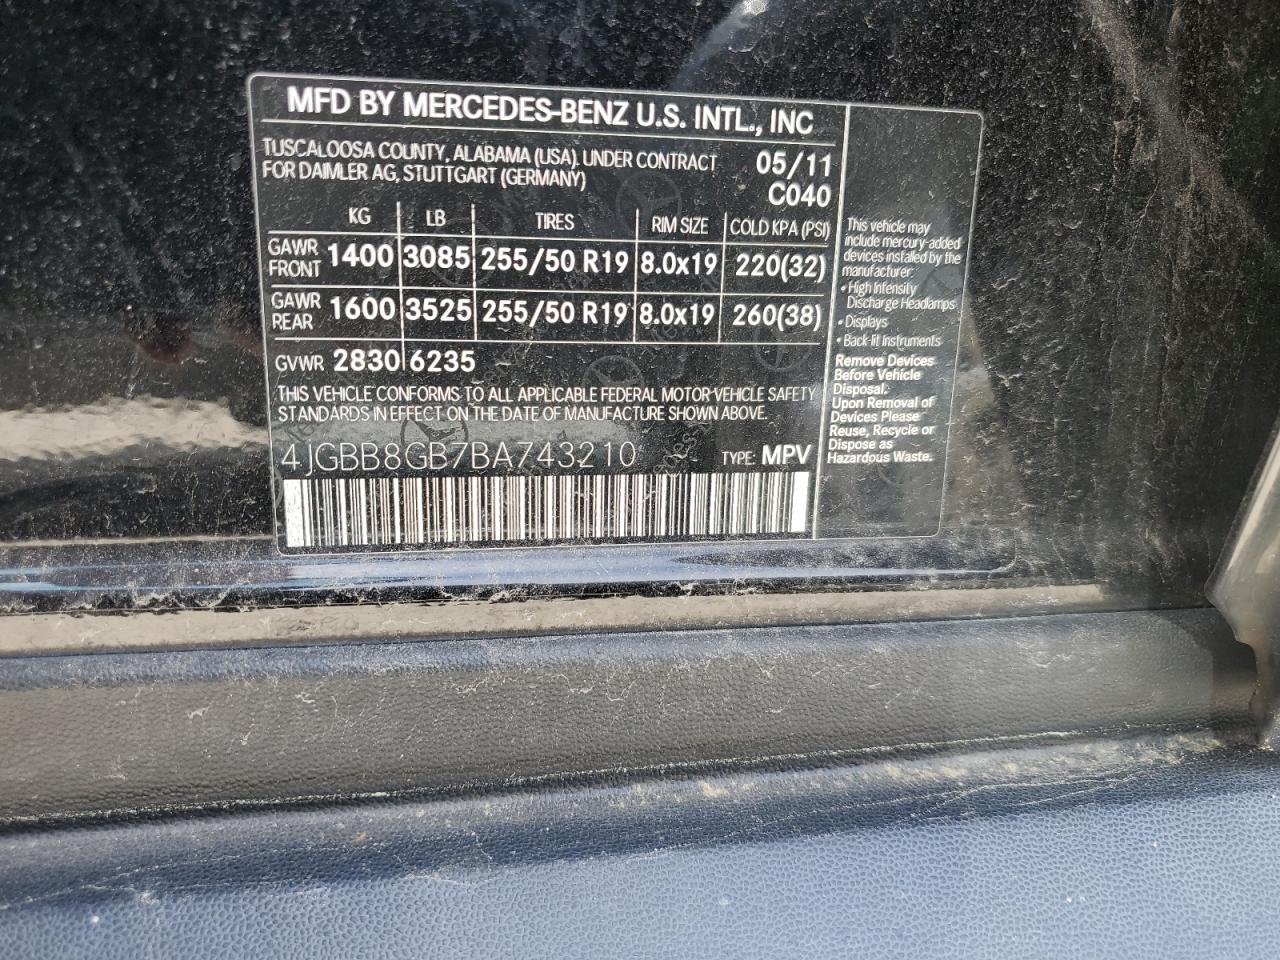 MFD BY MERCEDES-BENZ U.S. INTL., INC
TUSCALOOSA COUNTY, ALABAMA (USA). UNDER CONTRACT
FOR DAIMLER AG, STUTTGART (GERMANY)
05/11
C040
KG LB TIRES RIM SIZE COLD KPA (PSI)
GAWR FRONT 1400 3085 255/50 R19 8.0x19 220(32)
GAWR REAR 1600 3525 255/50 R19 8.0x19 260(38)
GVWR 2830 6235
THIS VEHICLE CONFORMS TO ALL APPLICABLE FEDERAL MOTOR VEHICLE SAFETY
STANDARDS IN EFFECT ON THE DATE OF MANUFACTURE SHOWN ABOVE.
4JGBB8GB7BA743210
TYPE: MPV
This vehicle may
include mercury-added
devices installed by the
manufacturer:
• High Intensity
Discharge Headlamps
• Displays
• Back-lit Instruments
Remove Devices
Before Vehicle
Disposal.
Upon Removal of
Devices Please
Reuse, Recycle or
Dispose as
Hazardous Waste.